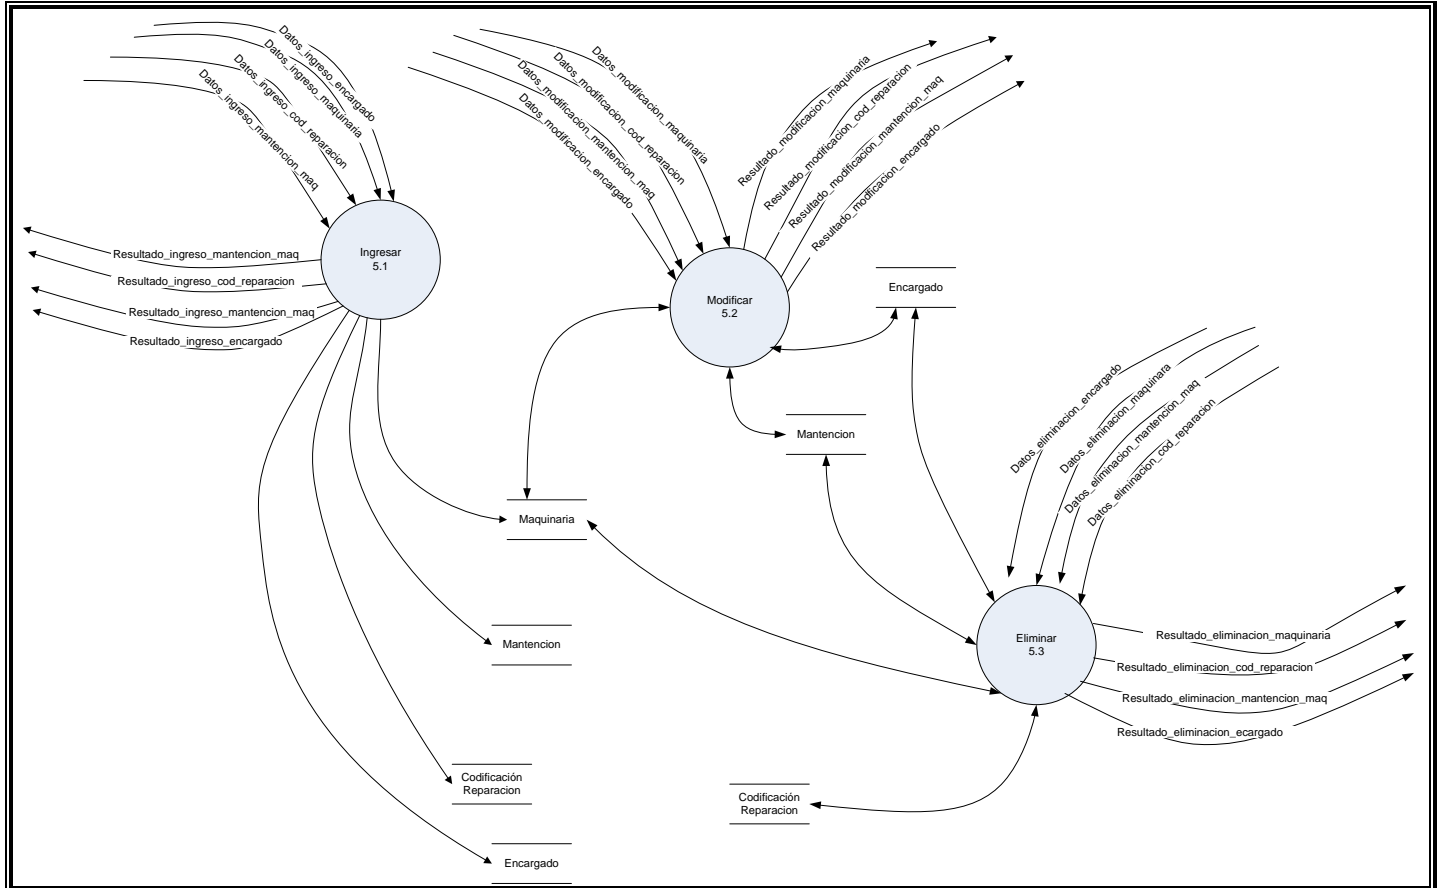 Datos_ingreso_encargado
Datos_ingreso_maquinaria
Datos_ingreso_cod_reparacion
Datos_ingreso_mantencion_maq
Ingresar
5.1
Resultado_ingreso_mantencion_maq
Resultado_ingreso_cod_reparacion
Resultado_ingreso_mantencion_maq
Resultado_ingreso_encargado
Datos_modificacion_maquinaria
Datos_modificacion_cod_reparacion
Datos_modificacion_mantencion_maq
Datos_modificacion_encargado
Modificar
5.2
Resultado_modificacion_maquinaria
Resultado_modificacion_cod_reparacion
Resultado_modificacion_mantencion_maq
Resultado_modificacion_encargado
Encargado
Mantencion
Maquinaria
Mantencion
Codificación
Reparacion
Encargado
Datos_eliminacion_encargado
Datos_eliminacion_maquinara
Datos_eliminacion_mantencion_maq
Datos_eliminacion_cod_reparacion
Eliminar
5.3
Resultado_eliminacion_maquinaria
Resultado_eliminacion_cod_reparacion
Resultado_eliminacion_mantencion_maq
Resultado_eliminacion_ecargado
Codificación
Reparacion